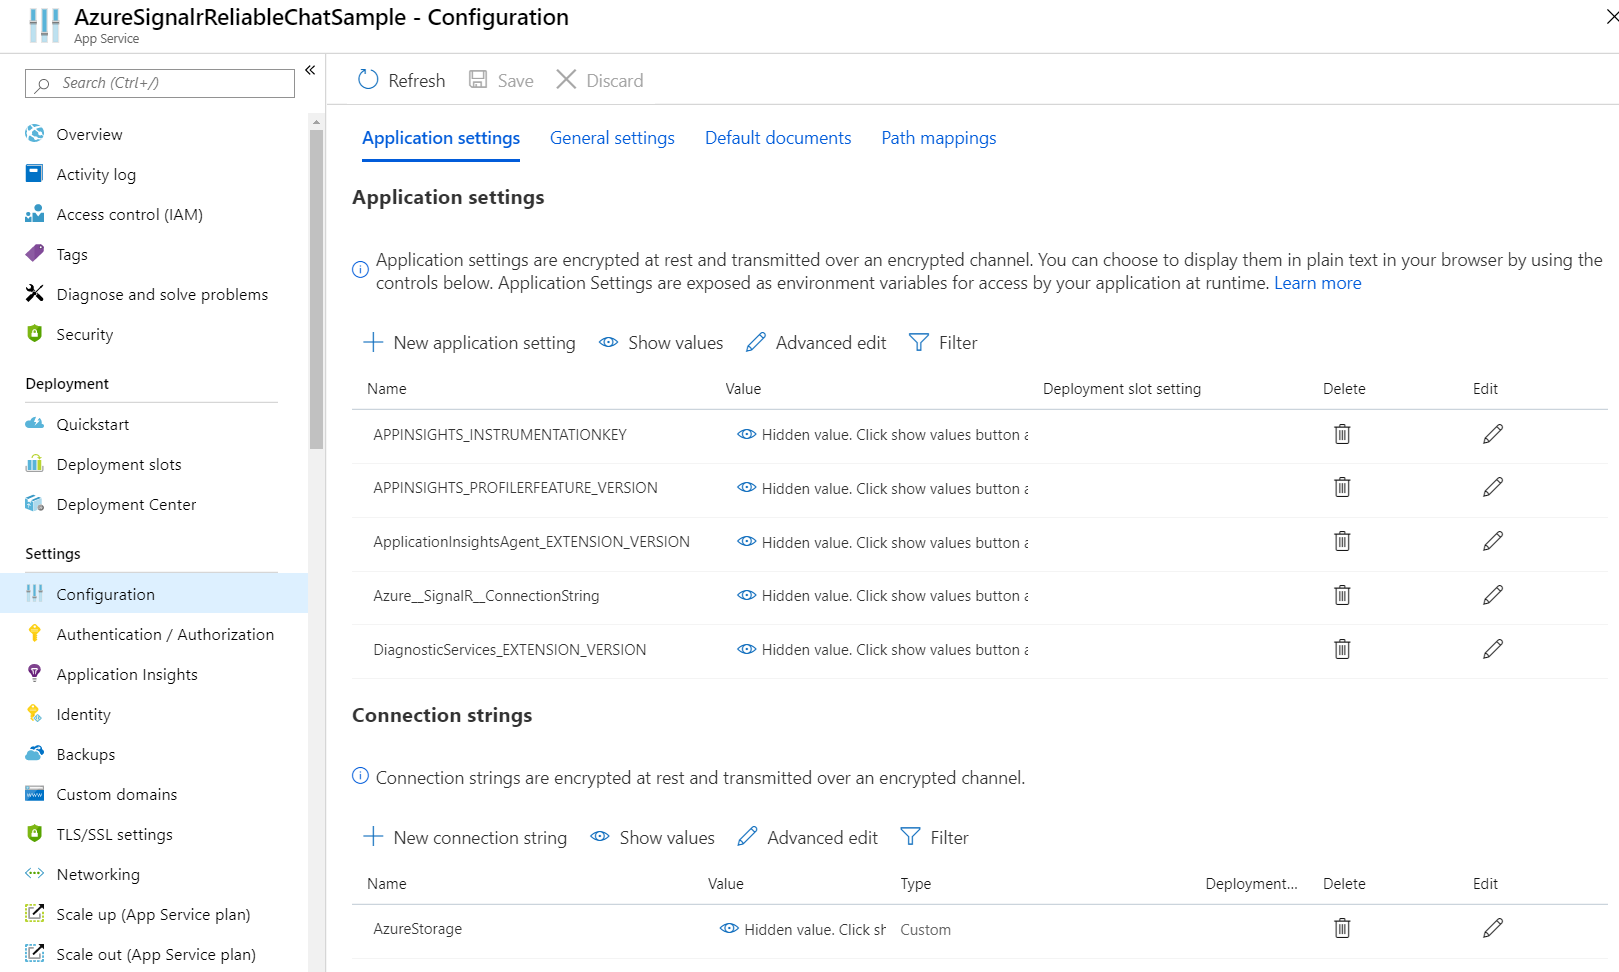 AzureSignalrReliableChatSample - Configuration
App Service
Search (Ctrl+/)
«
Overview
Activity log
Access control (IAM)
Tags
Diagnose and solve problems
Security
Deployment
Quickstart
Deployment slots
Deployment Center
Settings
Configuration
Authentication / Authorization
Application Insights
Identity
Backups
Custom domains
TLS/SSL settings
Networking
Scale up (App Service plan)
Scale out (App Service plan)
Refresh Save Discard
Application settings General settings Default documents Path mappings
Application settings
Application settings are encrypted at rest and transmitted over an encrypted channel. You can choose to display them in plain text in your browser by using the
controls below. Application Settings are exposed as environment variables for access by your application at runtime. Learn more
New application setting Show values Advanced edit Filter
Name Value Deployment slot setting Delete Edit
APPINSIGHTS_INSTRUMENTATIONKEY Hidden value. Click show values button a
APPINSIGHTS_PROFILERFEATURE_VERSION Hidden value. Click show values button a
ApplicationInsightsAgent_EXTENSION_VERSION Hidden value. Click show values button a
Azure__SignalR__ConnectionString Hidden value. Click show values button a
DiagnosticServices_EXTENSION_VERSION Hidden value. Click show values button a
Connection strings
Connection strings are encrypted at rest and transmitted over an encrypted channel.
New connection string Show values Advanced edit Filter
Name Value Type Deployment... Delete Edit
AzureStorage Hidden value. Click sh Custom